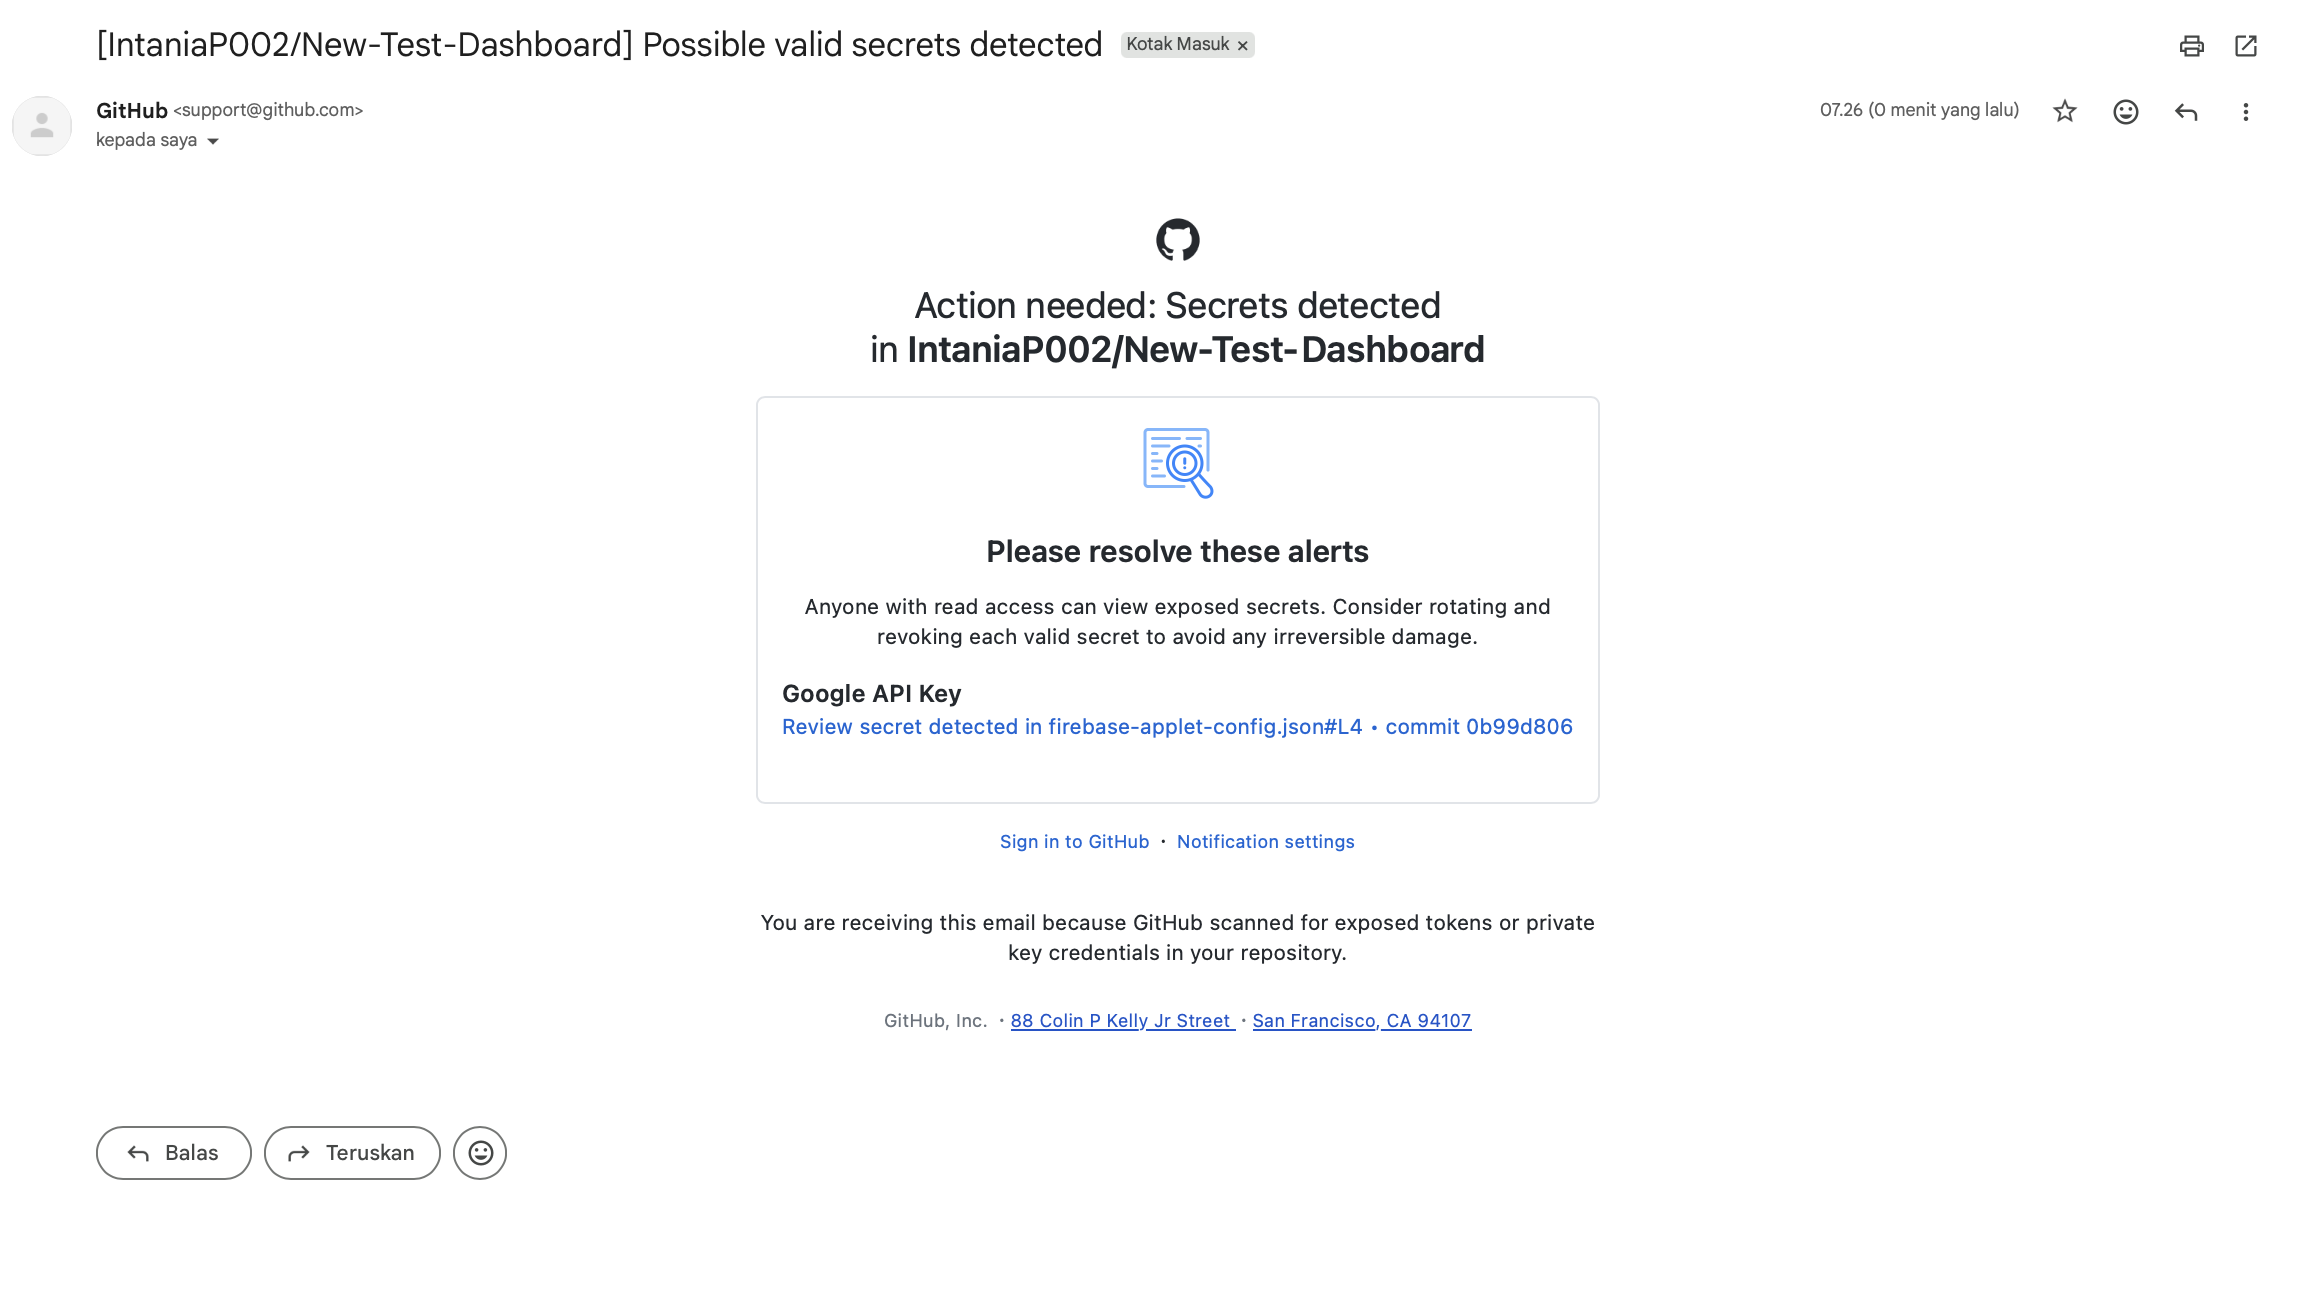 [IntaniaP002/New-Test-Dashboard] Possible valid secrets detected Kotak Masuk ×
GitHub <support@github.com> 07.26 (0 menit yang lalu)
kepada saya
Action needed: Secrets detected
in IntaniaP002/New-Test-Dashboard
Please resolve these alerts
Anyone with read access can view exposed secrets. Consider rotating and
revoking each valid secret to avoid any irreversible damage.
Google API Key
Review secret detected in firebase-applet-config.json#L4 • commit 0b99d806
Sign in to GitHub · Notification settings
You are receiving this email because GitHub scanned for exposed tokens or private
key credentials in your repository.
GitHub, Inc. · 88 Colin P Kelly Jr Street · San Francisco, CA 94107
Balas Teruskan